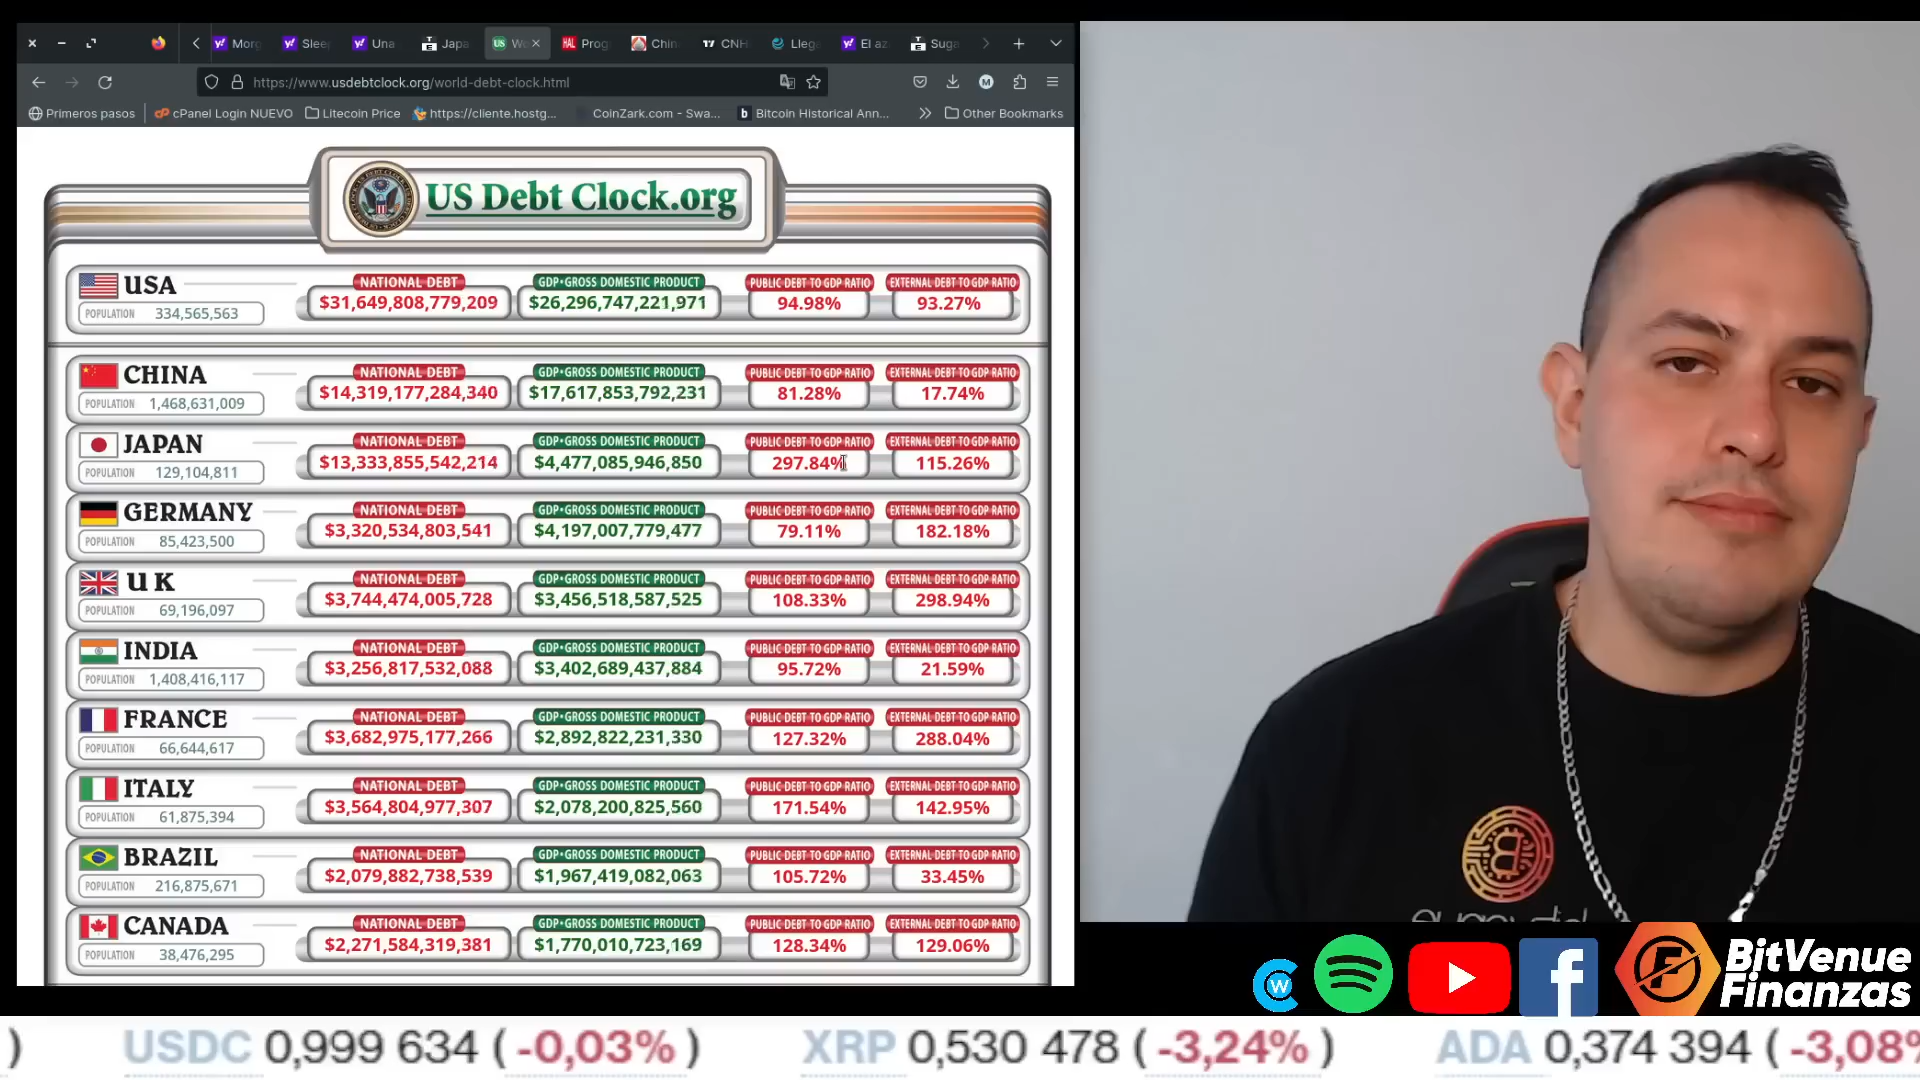 Morg
Sleep
Una
Japa
Wo
Prog
Chin
CNH
Lleg
El az
Suga
https://www.usdebtclock.org/world-debt-clock.html
Primeros pasos
cPanel Login NUEVO
Litecoin Price
https://cliente.hostg...
CoinZark.com - Swa...
Bitcoin Historical Ann...
Other Bookmarks
US Debt Clock.org
USA
POPULATION 334,565,563
NATIONAL DEBT
$31,649,808,779,209
GDP•GROSS DOMESTIC PRODUCT
$26,296,747,221,971
PUBLIC DEBT TO GDP RATIO
94.98%
EXTERNAL DEBT TO GDP RATIO
93.27%
CHINA
POPULATION 1,468,631,009
NATIONAL DEBT
$14,319,177,284,340
GDP•GROSS DOMESTIC PRODUCT
$17,617,853,792,231
PUBLIC DEBT TO GDP RATIO
81.28%
EXTERNAL DEBT TO GDP RATIO
17.74%
JAPAN
POPULATION 129,104,811
NATIONAL DEBT
$13,333,855,542,214
GDP•GROSS DOMESTIC PRODUCT
$4,477,085,946,850
PUBLIC DEBT TO GDP RATIO
297.84%
EXTERNAL DEBT TO GDP RATIO
115.26%
GERMANY
POPULATION 85,423,500
NATIONAL DEBT
$3,320,534,803,541
GDP•GROSS DOMESTIC PRODUCT
$4,197,007,779,477
PUBLIC DEBT TO GDP RATIO
79.11%
EXTERNAL DEBT TO GDP RATIO
182.18%
U K
POPULATION 69,196,097
NATIONAL DEBT
$3,744,474,005,728
GDP•GROSS DOMESTIC PRODUCT
$3,456,518,587,525
PUBLIC DEBT TO GDP RATIO
108.33%
EXTERNAL DEBT TO GDP RATIO
298.94%
INDIA
POPULATION 1,408,416,117
NATIONAL DEBT
$3,256,817,532,088
GDP•GROSS DOMESTIC PRODUCT
$3,402,689,437,884
PUBLIC DEBT TO GDP RATIO
95.72%
EXTERNAL DEBT TO GDP RATIO
21.59%
FRANCE
POPULATION 66,644,617
NATIONAL DEBT
$3,682,975,177,266
GDP•GROSS DOMESTIC PRODUCT
$2,892,822,231,330
PUBLIC DEBT TO GDP RATIO
127.32%
EXTERNAL DEBT TO GDP RATIO
288.04%
ITALY
POPULATION 61,875,394
NATIONAL DEBT
$3,564,804,977,307
GDP•GROSS DOMESTIC PRODUCT
$2,078,200,825,560
PUBLIC DEBT TO GDP RATIO
171.54%
EXTERNAL DEBT TO GDP RATIO
142.95%
BRAZIL
POPULATION 216,875,671
NATIONAL DEBT
$2,079,882,738,539
GDP•GROSS DOMESTIC PRODUCT
$1,967,419,082,063
PUBLIC DEBT TO GDP RATIO
105.72%
EXTERNAL DEBT TO GDP RATIO
33.45%
CANADA
POPULATION 38,476,295
NATIONAL DEBT
$2,271,584,319,381
GDP•GROSS DOMESTIC PRODUCT
$1,770,010,723,169
PUBLIC DEBT TO GDP RATIO
128.34%
EXTERNAL DEBT TO GDP RATIO
129.06%
BitVenue
Finanzas
) USDC 0,999 634 ( -0,03% ) XRP 0,530 478 ( -3,24% ) ADA 0,374 394 ( -3,08%